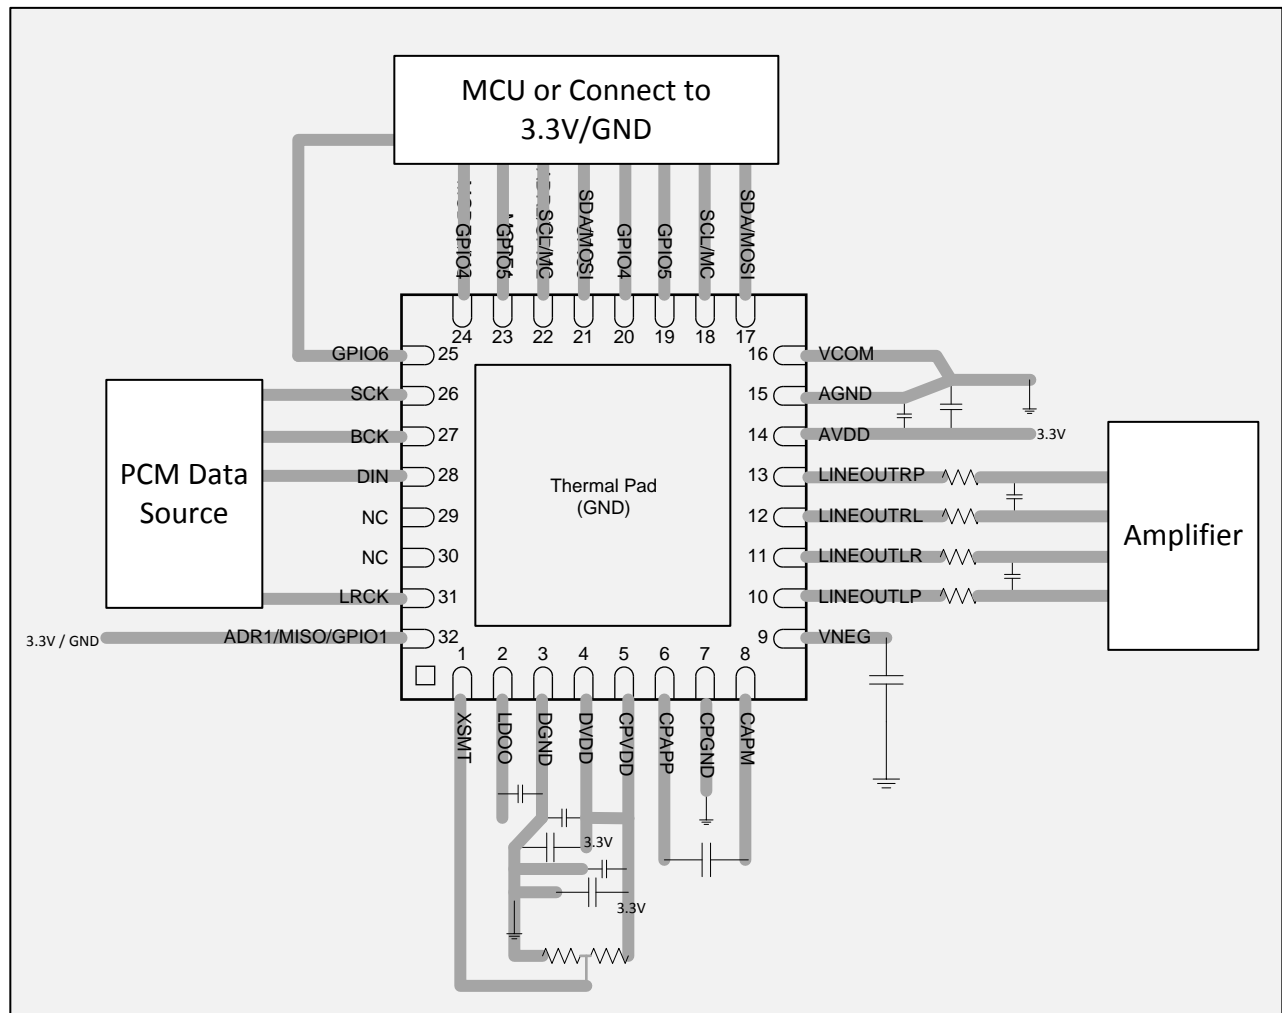 MCU or Connect to
3.3V/GND
GPIO4
GPIO5
SCL/MC
SDA/MOSI
GPIO4
GPIO5
SCL/MC
SDA/MOSI
24
23
22
21
20
19
18
17
GPIO6
25
16
VCOM
SCK
26
15
AGND
BCK
27
14
AVDD
3.3V
DIN
28
13
LINEOUTRP
NC
29
12
LINEOUTRL
NC
30
11
LINEOUTLR
LRCK
31
10
LINEOUTLP
3.3V / GND
ADR1/MISO/GPIO1
32
9
VNEG
PCM Data
Source
Thermal Pad
(GND)
Amplifier
1
2
3
4
5
6
7
8
XSMT
LDOO
DGND
DVDD
CPVDD
CPAPP
CPGND
CAPM
3.3V
3.3V